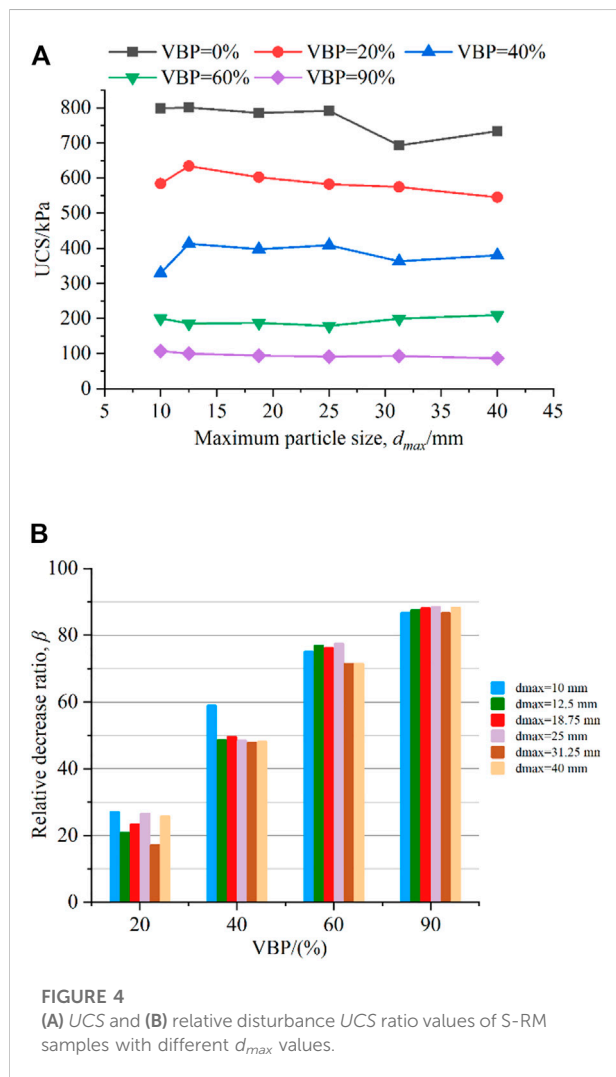 A
VBP=0% VBP=20% VBP=40%
VBP=60% VBP=90%
800
700
600
500
400
300
200
100
0
UCS/kPa
5 10 15 20 25 30 35 40 45
Maximum particle size, dmax/mm
B
100
80
60
40
20
0
Relative decrease ratio, β
20 40 60 90
VBP/(%)
dmax=10 mm
dmax=12.5 mm
dmax=18.75 mm
dmax=25 mm
dmax=31.25 mm
dmax=40 mm
FIGURE 4
(A) UCS and (B) relative disturbance UCS ratio values of S-RM
samples with different dmax values.